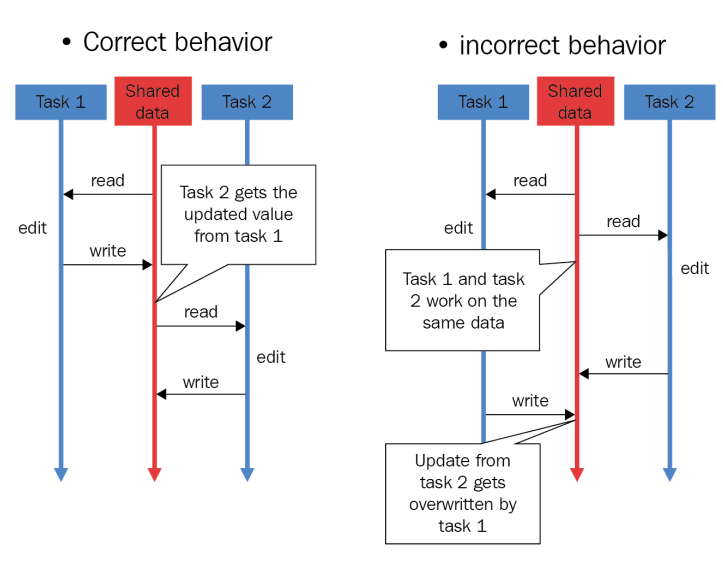 • Correct behavior
Task 1
Shared
data
Task 2
read
Task 2 gets the
updated value
from task 1
edit
write
read
edit
write
• incorrect behavior
Task 1
Shared
data
Task 2
read
read
edit
edit
Task 1 and task
2 work on the
same data
write
write
Update from
task 2 gets
overwritten by
task 1